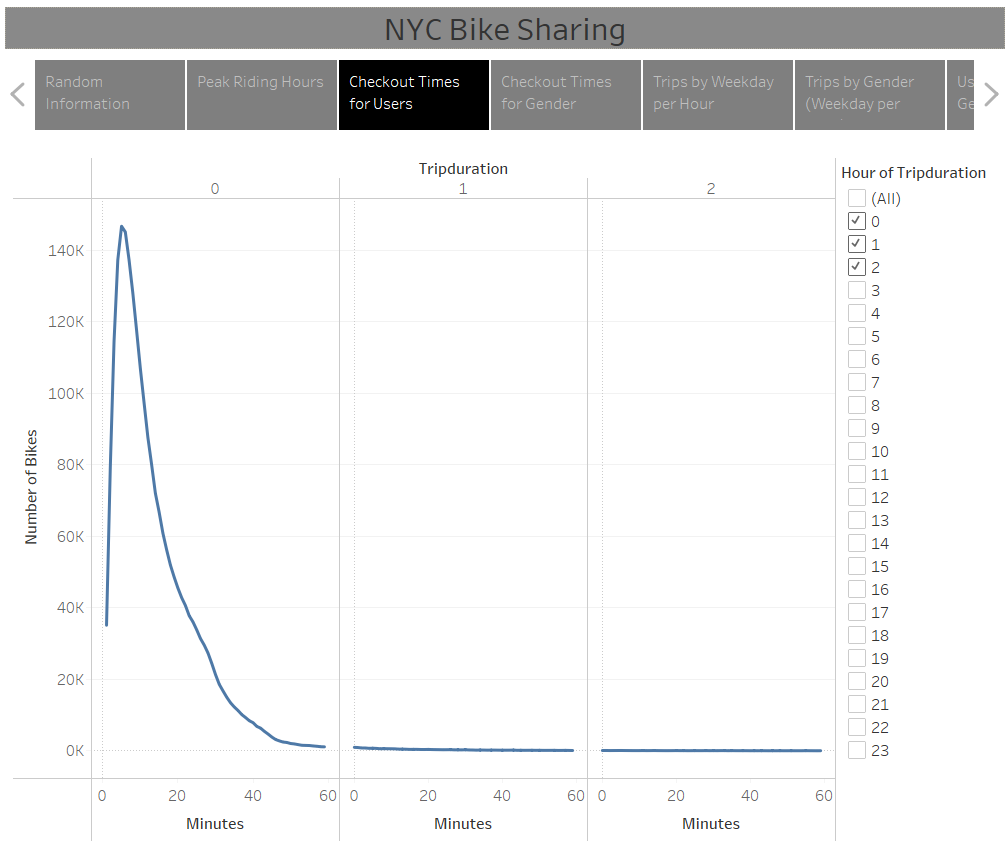 NYC Bike Sharing
Random
Information
Peak Riding Hours
Checkout Times
for Users
Checkout Times
for Gender
Trips by Weekday
per Hour
Trips by Gender
(Weekday per
Us
Ge
Tripduration
0 1 2
Number of Bikes
140K
120K
100K
80K
60K
40K
20K
0K
0 20 40 60 0 20 40 60 0 20 40 60
Minutes Minutes Minutes
Hour of Tripduration
(All)
0
1
2
3
4
5
6
7
8
9
10
11
12
13
14
15
16
17
18
19
20
21
22
23